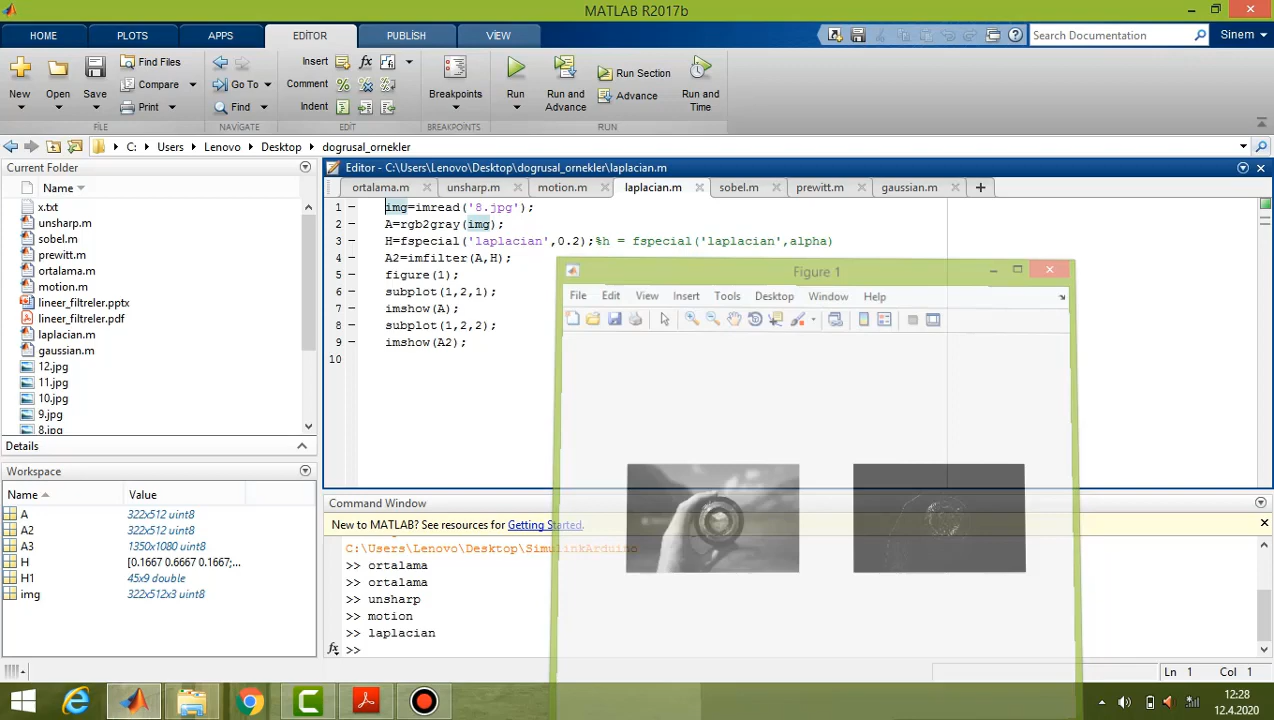 MATLAB R2017b
HOME PLOTS APPS EDITOR PUBLISH VIEW Search Documentation Sinem
New Open Save Find Files Compare Print Insert Comment Indent fx Go To Find Breakpoints Run Run and Advance Run Section Advance Run and Time
FILE NAVIGATE EDIT BREAKPOINTS RUN
C: Users Lenovo Desktop dogrusal_ornekler
Current Folder
Name
x.txt
unsharp.m
sobel.m
prewitt.m
ortalama.m
motion.m
lineer_filtreler.pptx
lineer_filtreler.pdf
laplacian.m
gaussian.m
12.jpg
11.jpg
10.jpg
9.jpg
8.jpg
Details
Workspace
Name Value
A 322x512 uint8
A2 322x512 uint8
A3 1350x1080 uint8
H [0.1667 0.6667 0.1667;...
H1 45x9 double
img 322x512x3 uint8
Editor - C:\Users\Lenovo\Desktop\dogrusal_ornekler\laplacian.m
ortalama.m unsharp.m motion.m laplacian.m sobel.m prewitt.m gaussian.m
1 img=imread('8.jpg');
2 A=rgb2gray(img);
3 H=fspecial('laplacian',0.2);%h = fspecial('laplacian',alpha)
4 A2=imfilter(A,H);
5 figure(1);
6 subplot(1,2,1);
7 imshow(A);
8 subplot(1,2,2);
9 imshow(A2);
10
Figure 1
File Edit View Insert Tools Desktop Window Help
Command Window
New to MATLAB? See resources for Getting Started.
C:\Users\Lenovo\Desktop\SimulinkArduino
>> ortalama
>> ortalama
>> unsharp
>> motion
>> laplacian
fx >>
Ln 1 Col 1
12:28
12.4.2020